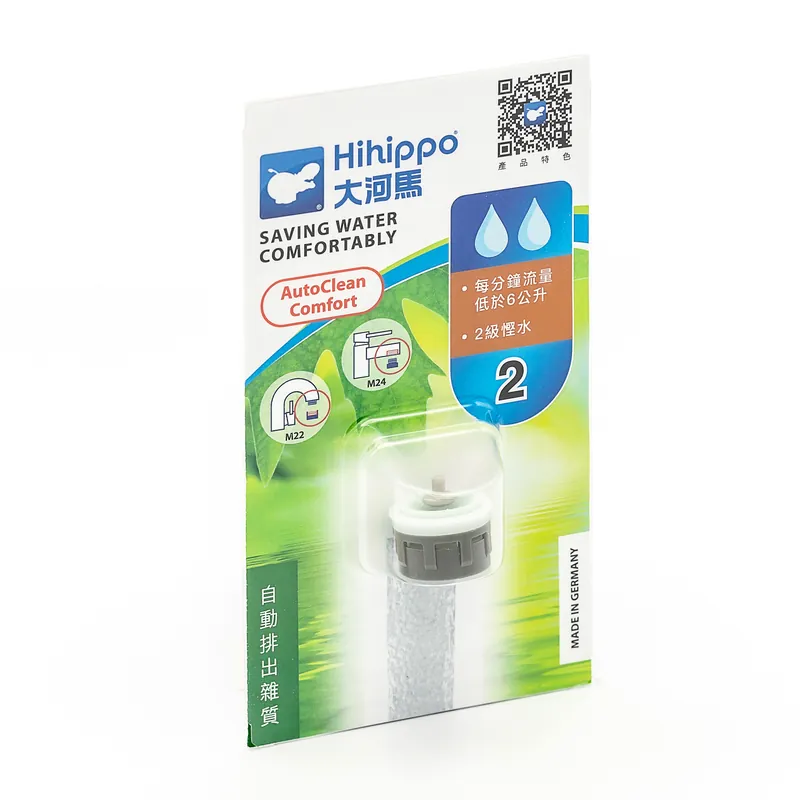 產品特色
Hihippo®
大河馬
®
SAVING WATER
COMFORTABLY
AutoClean
Comfort
• 每分鐘流量
低於6公升
• 2級慳水
2
M24
M22
MADE IN GERMANY
自動排出雜質